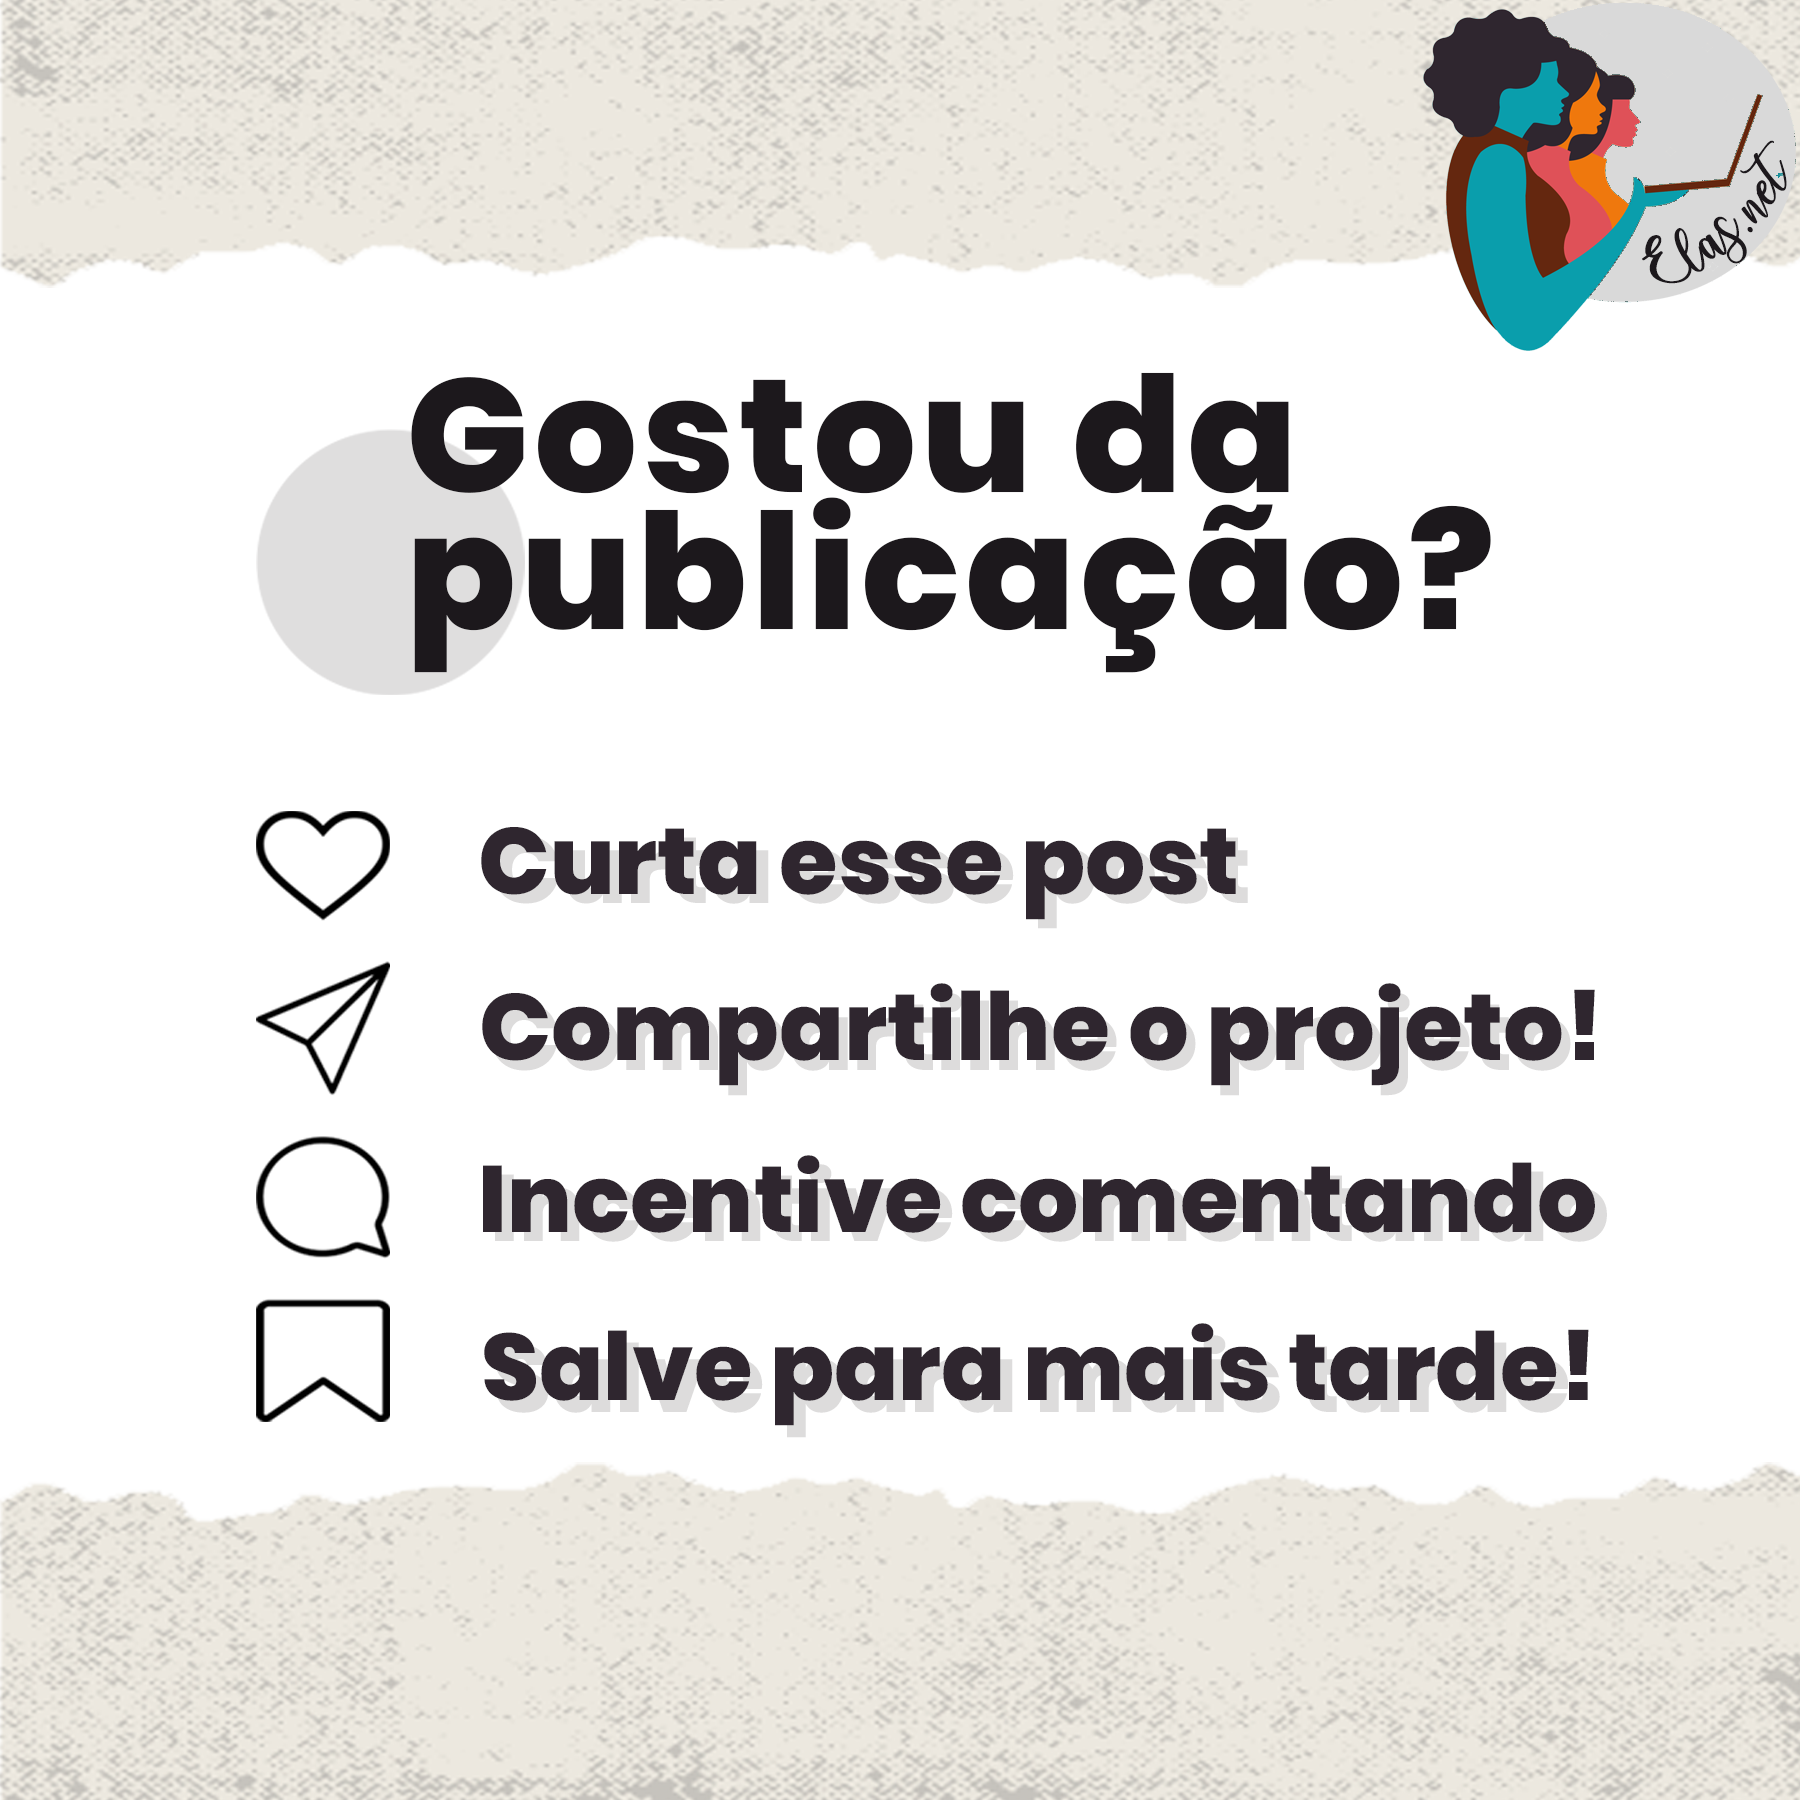 Elas.net
Gostou da
publicação?
Curta esse post
Compartilhe o projeto!
Incentive comentando
Salve para mais tarde!